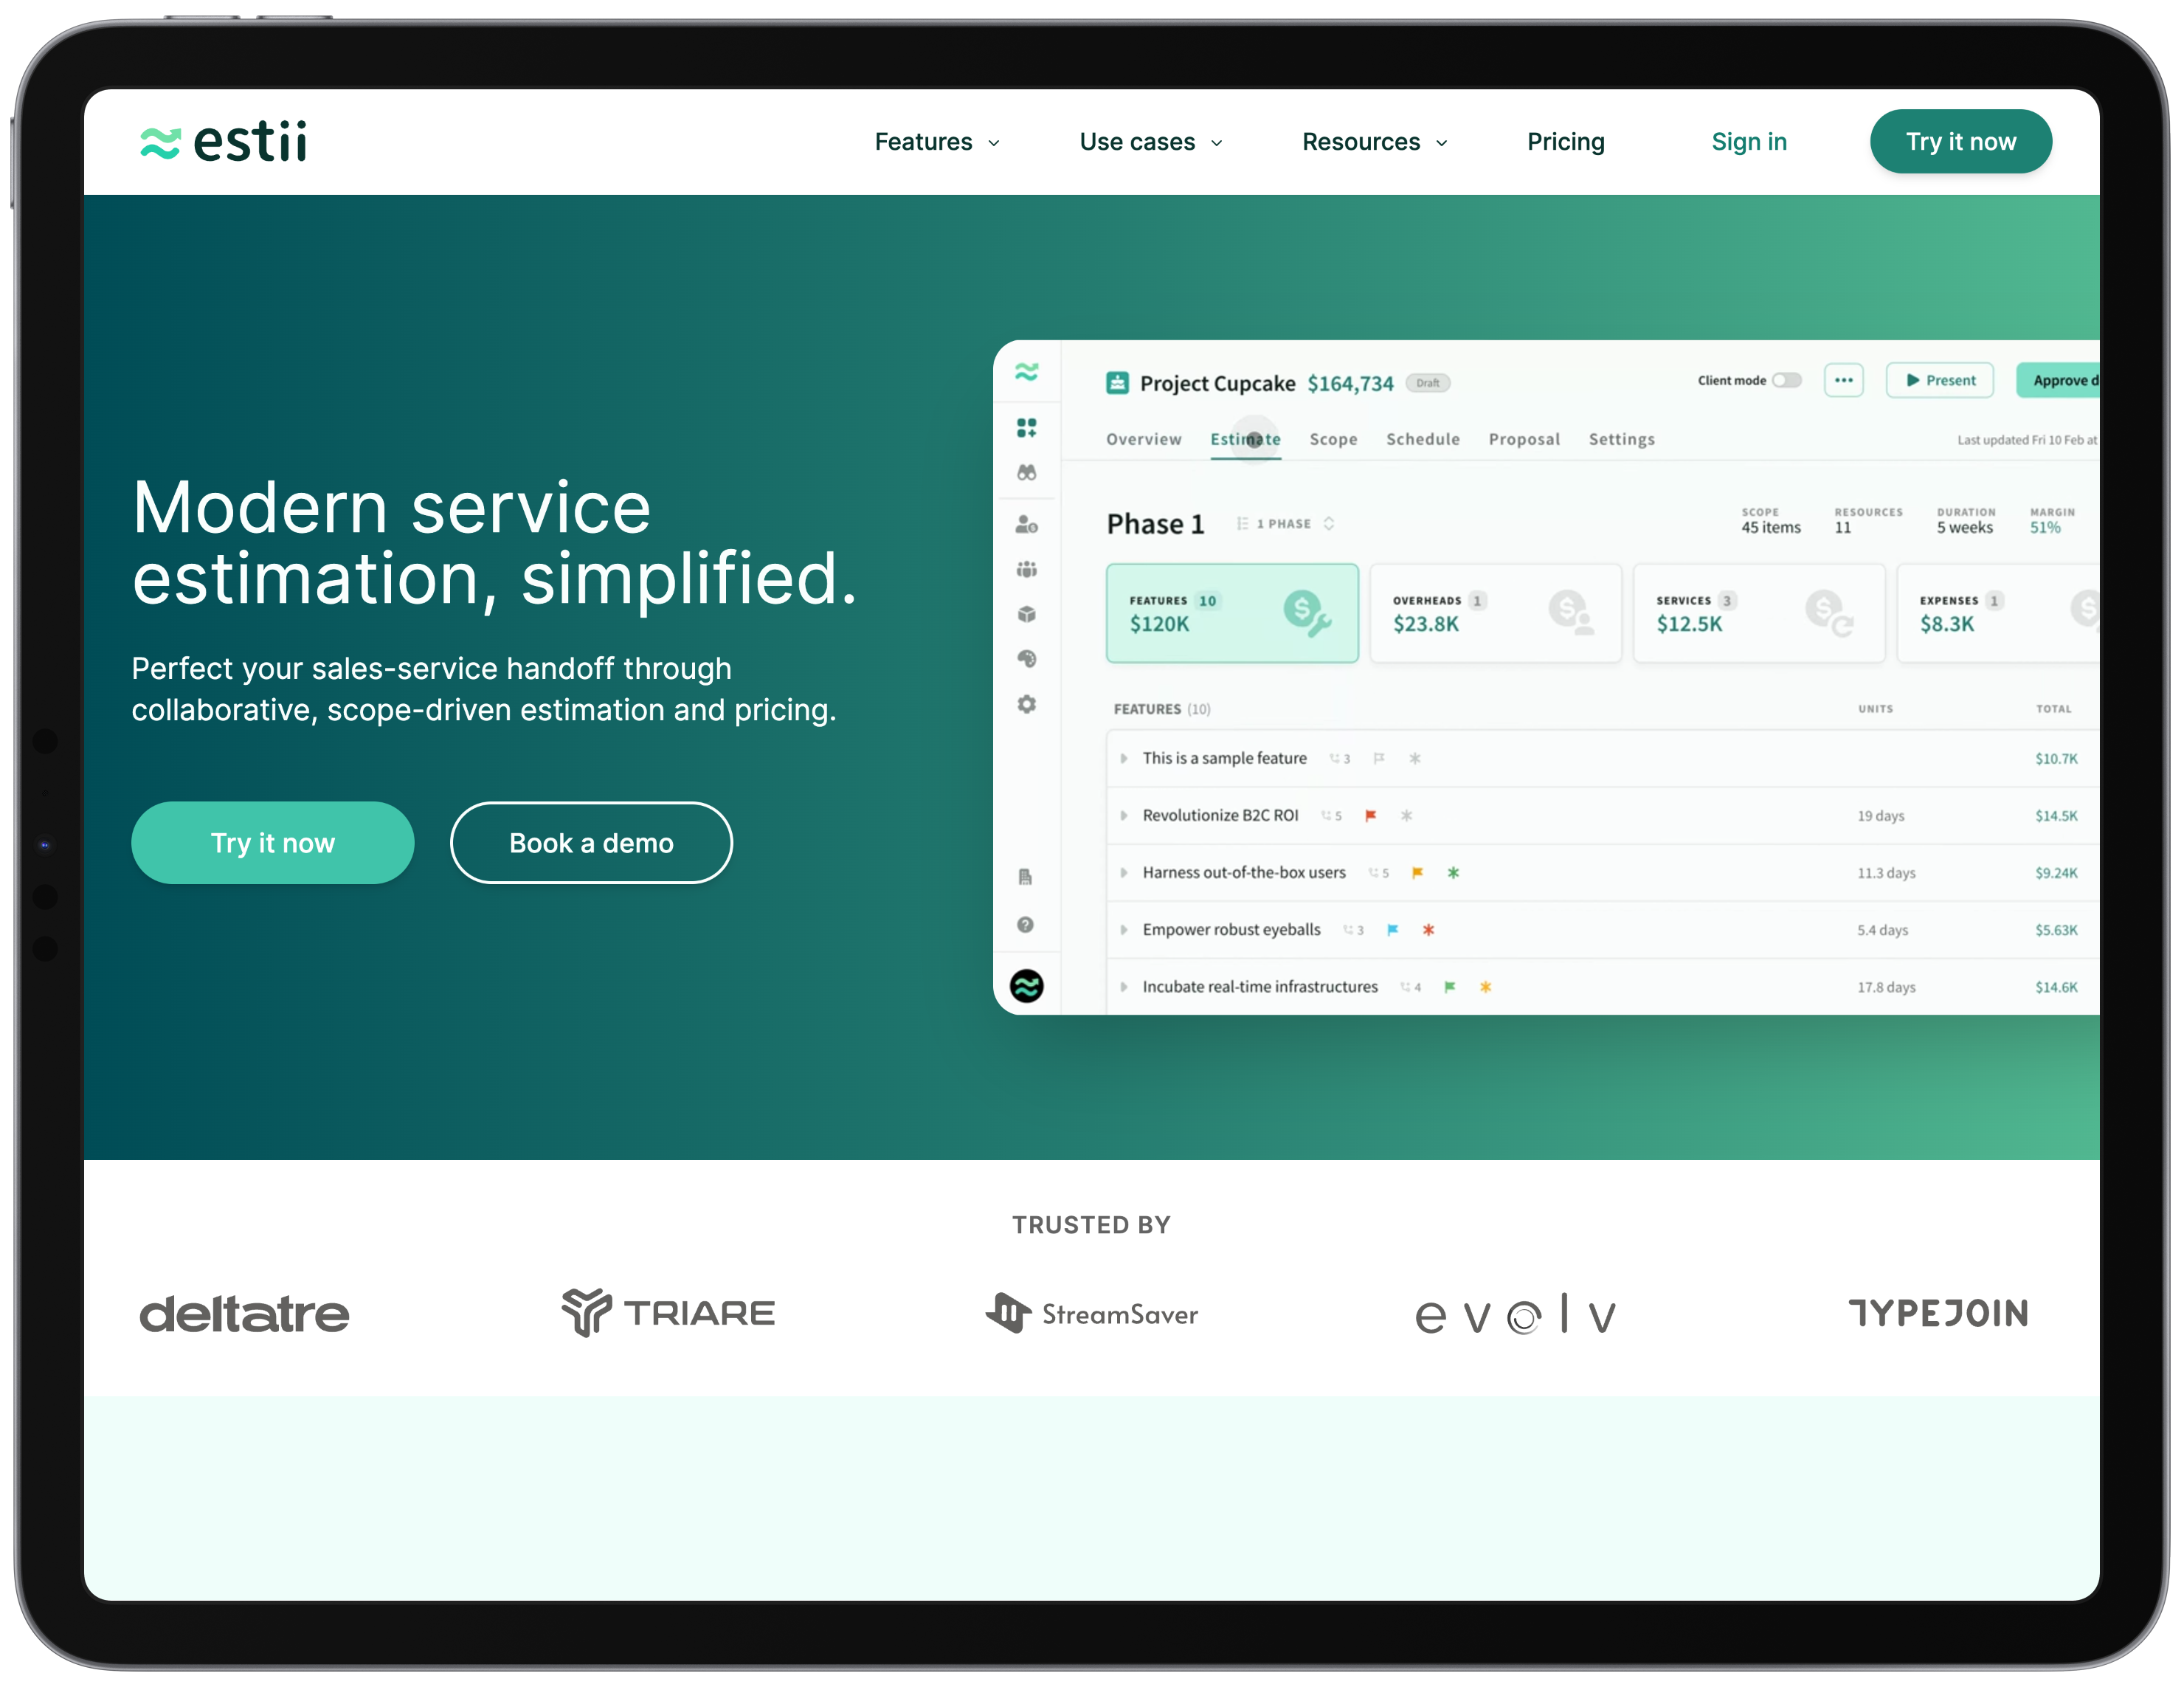 estii
Features
Use cases
Resources
Pricing
Sign in
Try it now
Modern service
estimation, simplified.
Perfect your sales-service handoff through
collaborative, scope-driven estimation and pricing.
Try it now
Book a demo
Project Cupcake $164,734 Draft
Client mode
Present
Approve d
Overview Estimate Scope Schedule Proposal Settings
Last updated Fri 10 Feb at
Phase 1 1 PHASE
SCOPE RESOURCES DURATION MARGIN
45 items 11 5 weeks 51%
FEATURES 10
$120K
OVERHEADS 1
$23.8K
SERVICES 3
$12.5K
EXPENSES 1
$8.3K
FEATURES (10) UNITS TOTAL
This is a sample feature 3 $10.7K
Revolutionize B2C ROI 5 19 days $14.5K
Harness out-of-the-box users 5 11.3 days $9.24K
Empower robust eyeballs 3 5.4 days $5.63K
Incubate real-time infrastructures 4 17.8 days $14.6K
TRUSTED BY
deltatre
TRIARE
StreamSaver
evolv
TYPEJOIN